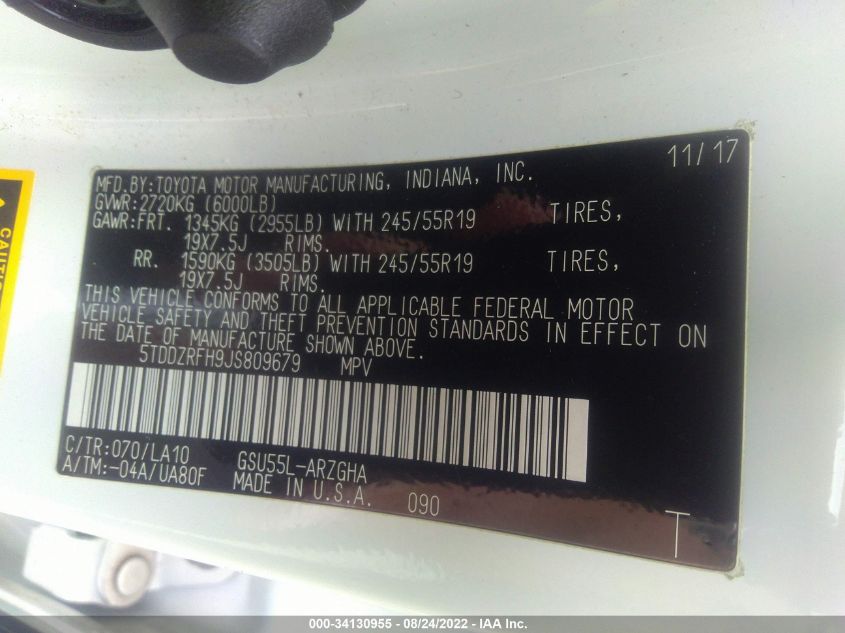 11/17
MFD.BY:TOYOTA MOTOR MANUFACTURING, INDIANA, INC.
GVWR:2720KG (6000LB)
GAWR:FRT. 1345KG (2955LB) WITH 245/55R19 TIRES,
19X7.5J RIMS.
RR. 1590KG (3505LB) WITH 245/55R19 TIRES,
19X7.5J RIMS.
THIS VEHICLE CONFORMS TO ALL APPLICABLE FEDERAL MOTOR
VEHICLE SAFETY AND THEFT PREVENTION STANDARDS IN EFFECT ON
THE DATE OF MANUFACTURE SHOWN ABOVE.
5TDDZRFH9JS809679 MPV
C/TR:070/LA10 GSU55L-ARZGHA
A/TM:-04A/UA80F MADE IN U.S.A. 090
T
CAUTION
000-34130955 - 08/24/2022 - IAA Inc.